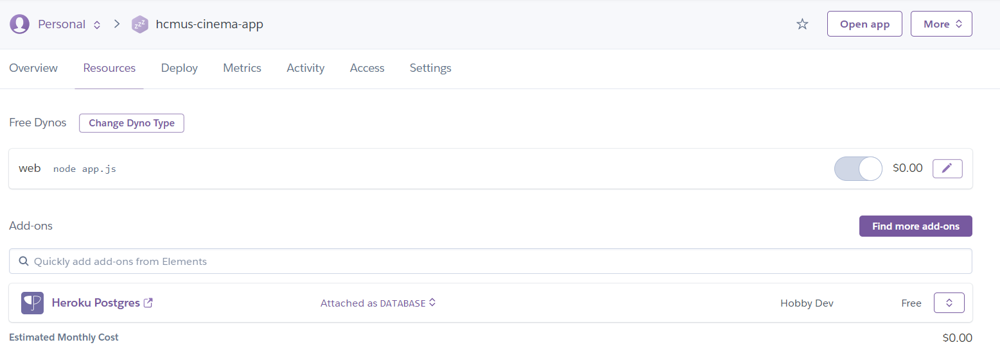 Personal hcmus-cinema-app Open app More
Overview Resources Deploy Metrics Activity Access Settings
Free Dynos Change Dyno Type
web node app.js $0.00
Add-ons Find more add-ons
Quickly add add-ons from Elements
Heroku Postgres Attached as DATABASE Hobby Dev Free
Estimated Monthly Cost $0.00